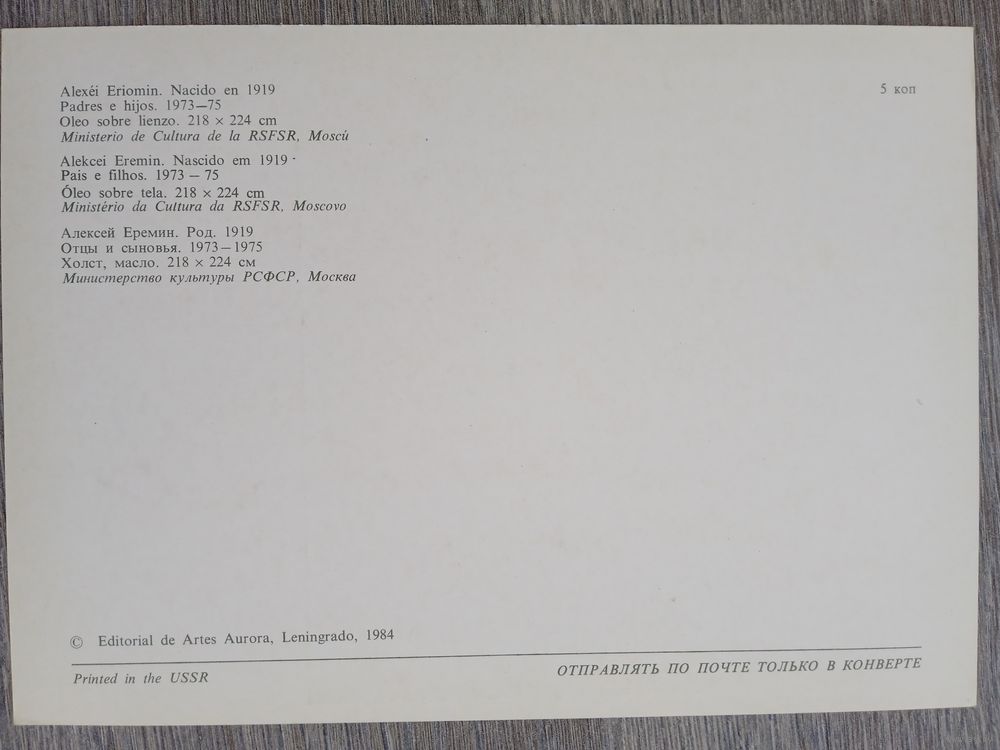 Alexéi Eriomin. Nacido en 1919
Padres e hijos. 1973—75
Oleo sobre lienzo. 218 × 224 cm
Ministerio de Cultura de la RSFSR, Moscú
5 коп
Alekcei Eremin. Nascido em 1919
Pais e filhos. 1973 — 75
Óleo sobre tela. 218 × 224 cm
Ministério da Cultura da RSFSR, Moscovo
Алексей Еремин. Род. 1919
Отцы и сыновья. 1973—1975
Холст, масло. 218 × 224 см
Министерство культуры РСФСР, Москва
© Editorial de Artes Aurora, Leningrado, 1984
Printed in the USSR
ОТПРАВЛЯТЬ ПО ПОЧТЕ ТОЛЬКО В КОНВЕРТЕ